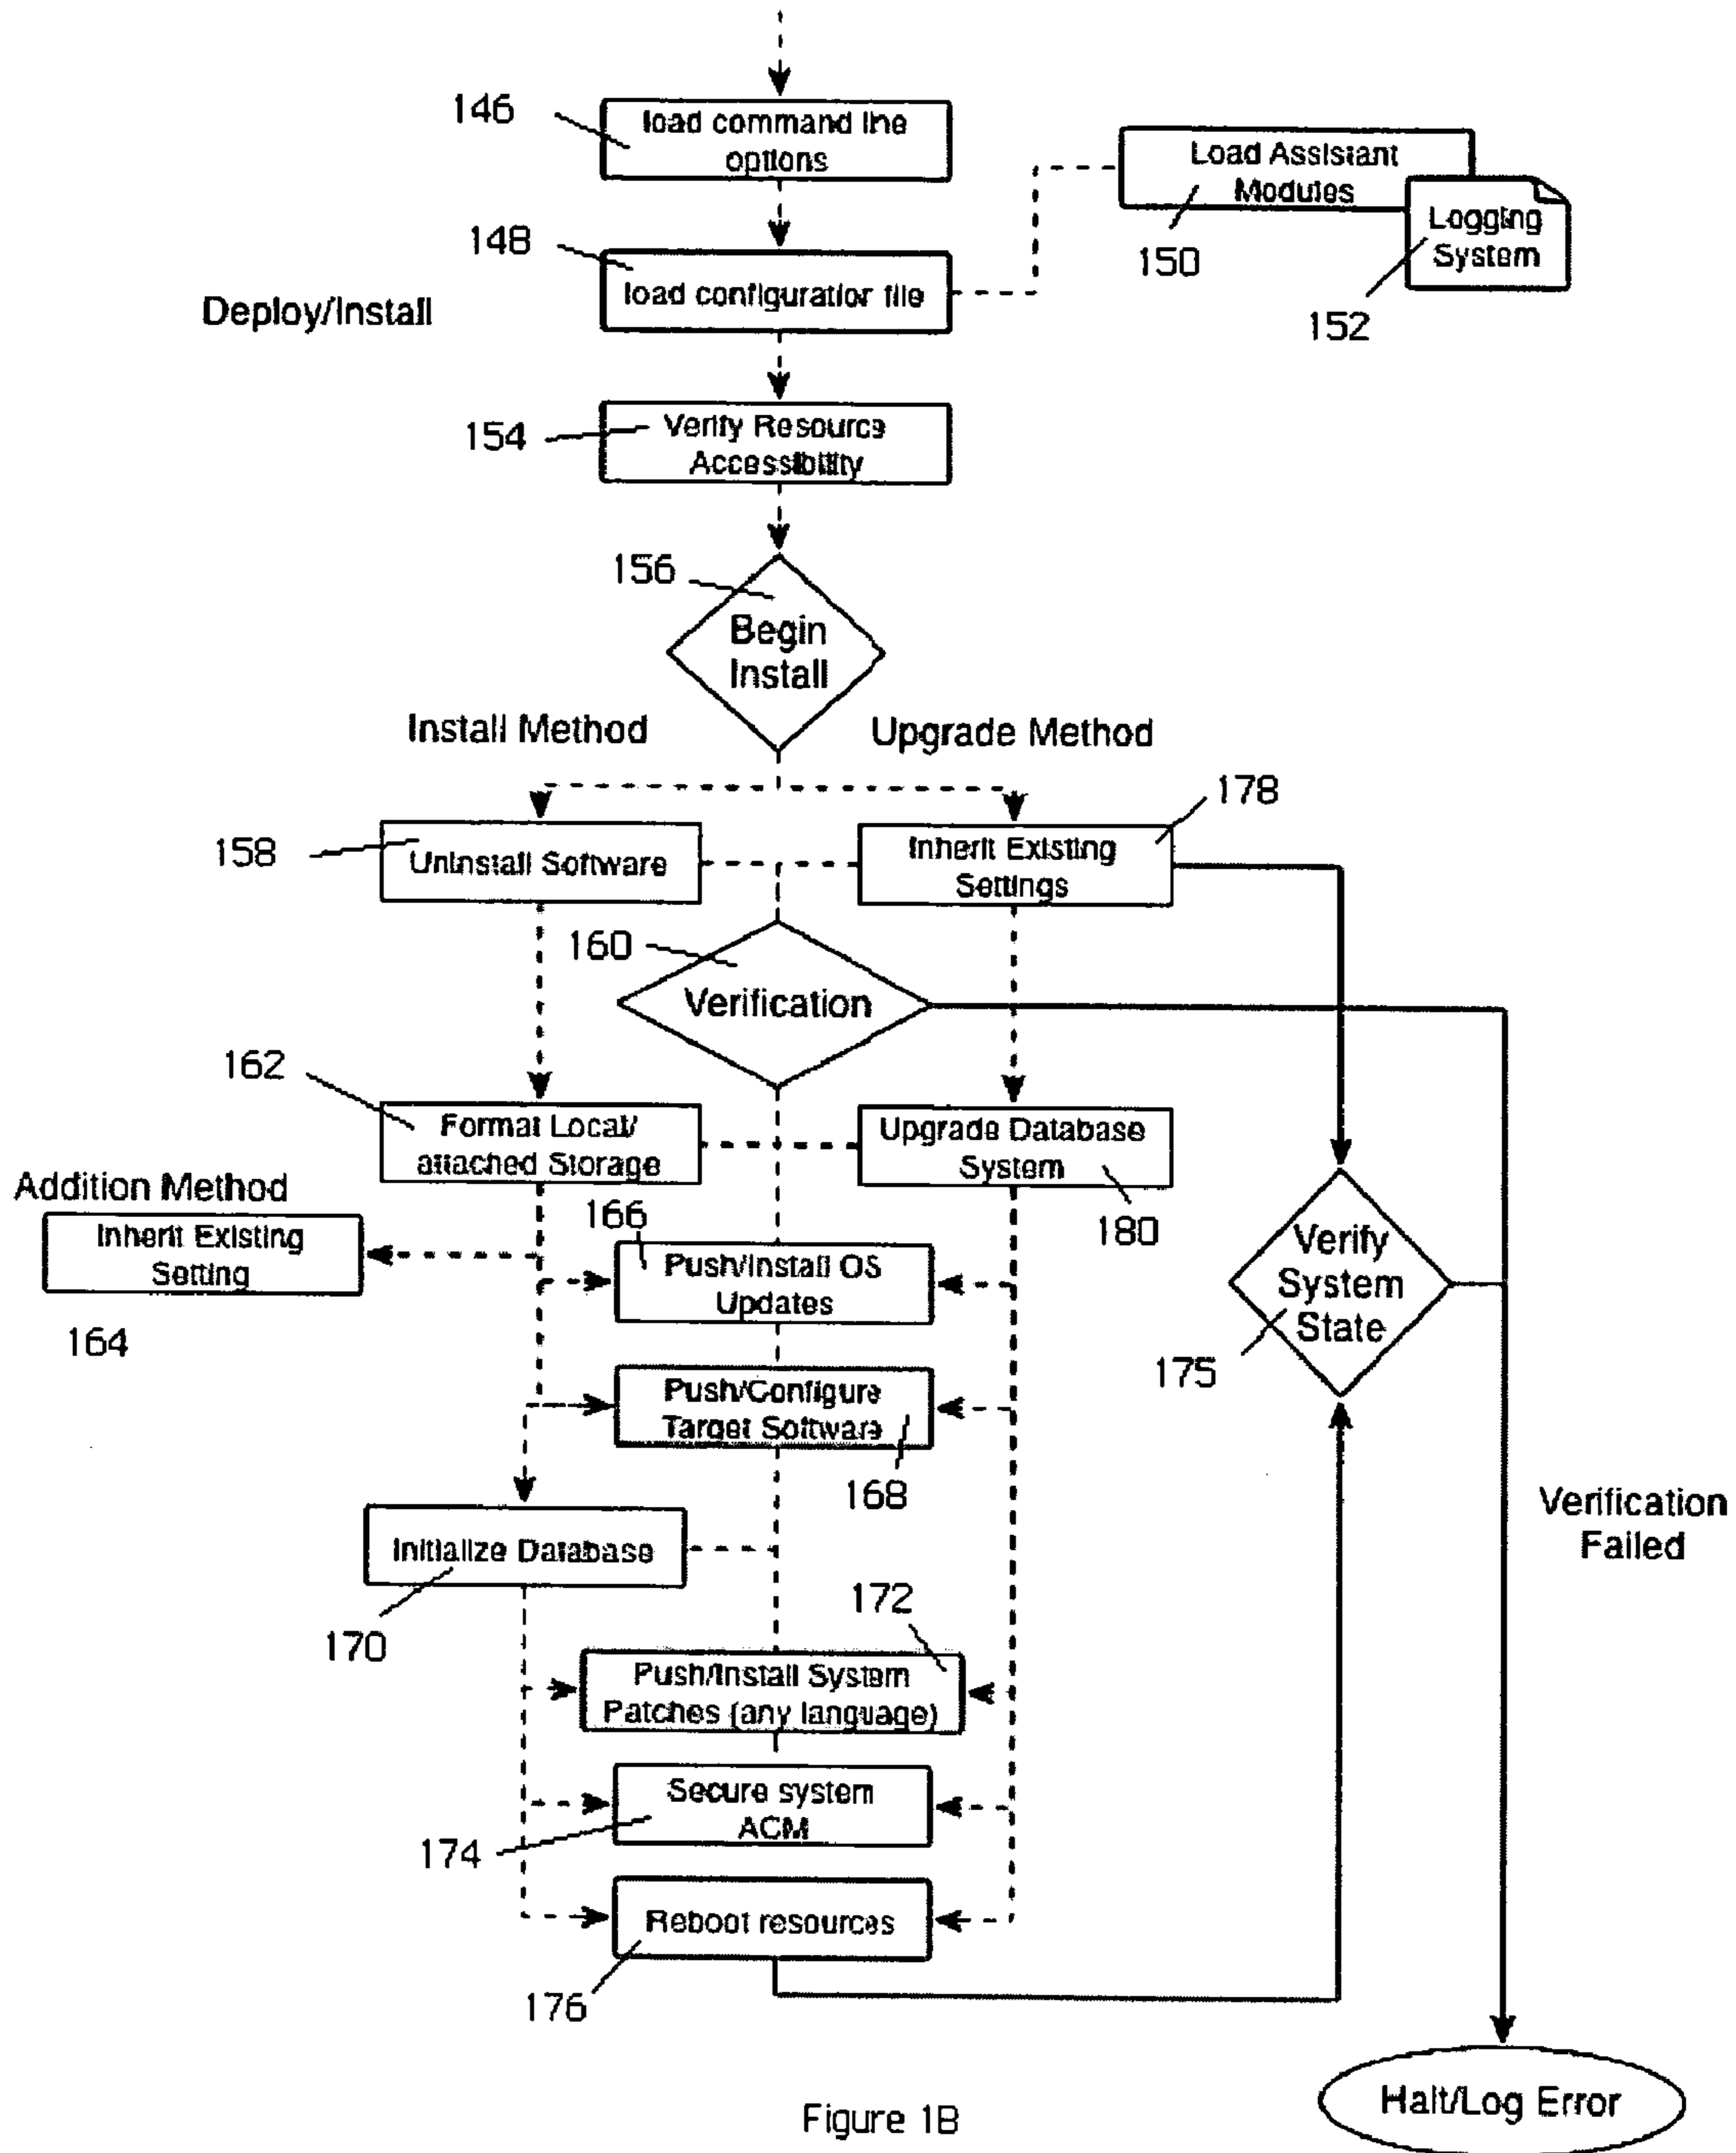 146
load command line
options
Load Assistant
Modules
Logging
System
148
150
load configuration file
Deploy/Install
152
154
Verify Resource
Accessibility
156
Begin
Install
Install Method
Upgrade Method
178
158
Uninstall Software
Inherit Existing
Settings
160
Verification
162
Format Local/
attached Storage
Upgrade Database
System
Addition Method
166
180
Inherit Existing
Setting
Push/Install OS
Updates
Verify
System
State
164
175
Push/Configure
Target Software
168
Verification
Failed
Initialize Database
172
170
Push/Install System
Patches (any language)
Secure system
ACM
174
Reboot resources
176
Halt/Log Error
Figure 1B